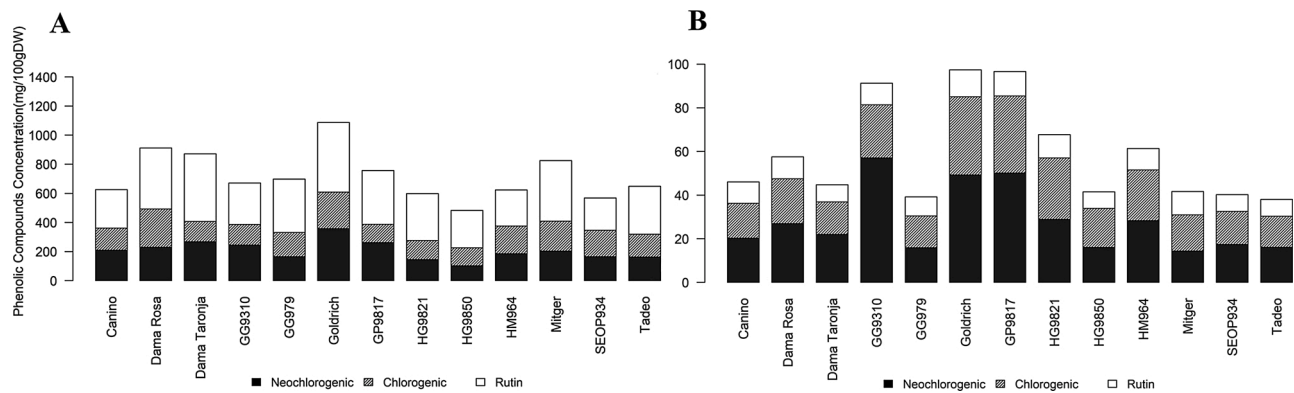 A
Phenolic Compounds Concentration(mg/100gDW)
1400
1200
1000
800
600
400
200
0
Canino
Dama Rosa
Dama Taronja
GG9310
GG979
Goldrich
GP9817
HG9821
HG9850
HM964
Mitger
SEOP934
Tadeo
Neochlorogenic Chlorogenic Rutin
B
100
80
60
40
20
0
Canino
Dama Rosa
Dama Taronja
GG9310
GG979
Goldrich
GP9817
HG9821
HG9850
HM964
Mitger
SEOP934
Tadeo
Neochlorogenic Chlorogenic Rutin